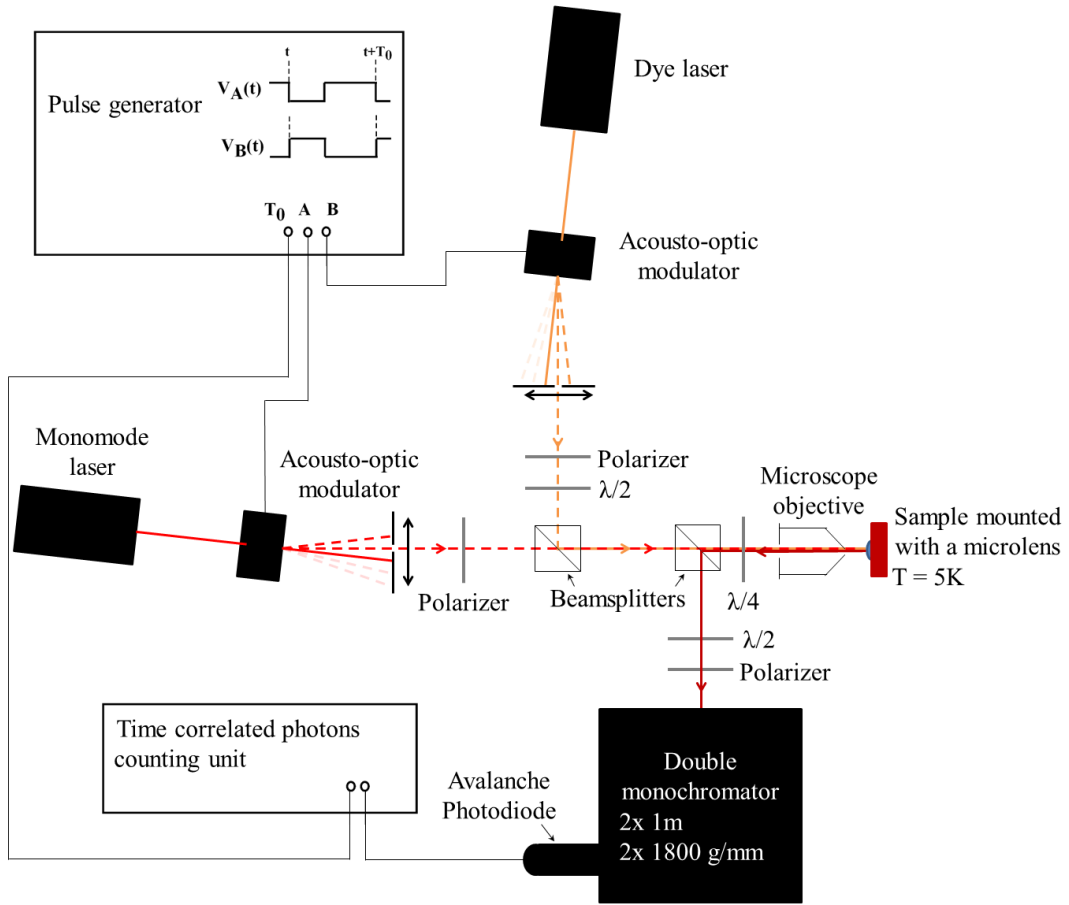 Pulse generator
t
t+T0
VA(t)
VB(t)
T0 A B
Dye laser
Acousto-optic
modulator
Monomode
laser
Acousto-optic
modulator
Polarizer
λ/2
Microscope
objective
Sample mounted
with a microlens
T = 5K
Polarizer
Beamsplitters
λ/4
λ/2
Polarizer
Time correlated photons
counting unit
Avalanche
Photodiode
Double
monochromator
2x 1m
2x 1800 g/mm